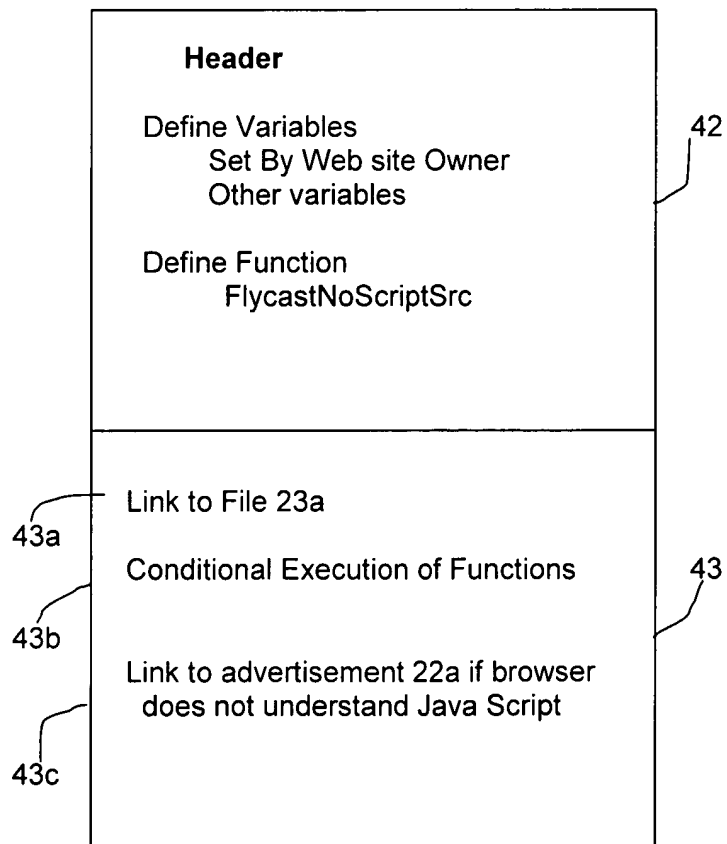 Header
Define Variables
42
Set By Web site Owner
Other variables
Define Function
FlycastNoScriptSrc
Link to File 23a
43a
Conditional Execution of Functions
43
43b
Link to advertisement 22a if browser
does not understand Java Script
43c